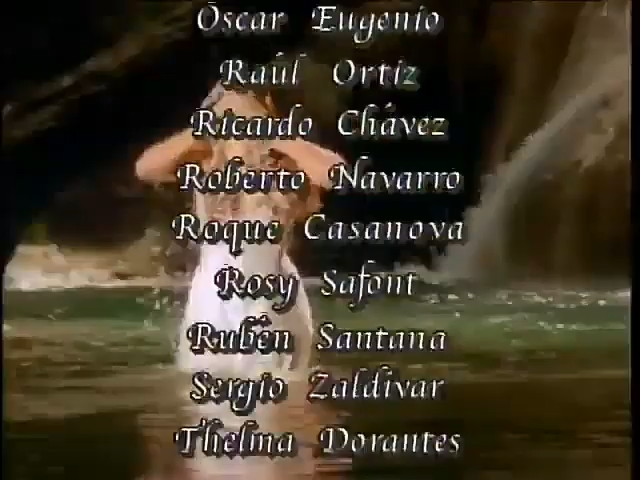 Óscar Eugenio
Raúl Ortiz
Ricardo Chávez
Roberto Navarro
Roque Casanova
Rosy Safont
Rubén Santana
Sergio Zaldivar
Thelma Dorantes